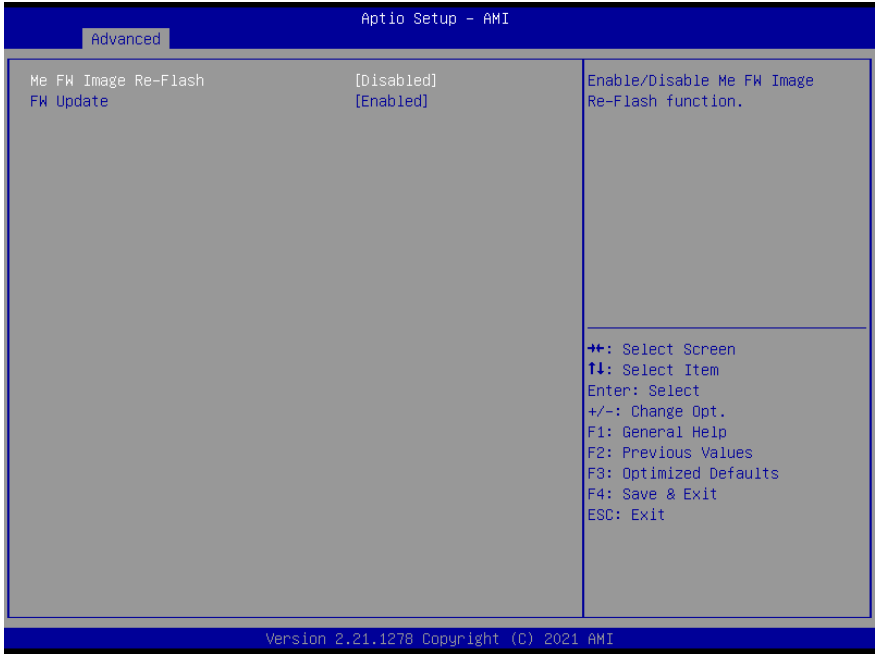 Aptio Setup – AMI
Advanced
Me FW Image Re–Flash [Disabled]
FW Update [Enabled]
Enable/Disable Me FW Image
Re–Flash function.
→←: Select Screen
↑↓: Select Item
Enter: Select
+/–: Change Opt.
F1: General Help
F2: Previous Values
F3: Optimized Defaults
F4: Save & Exit
ESC: Exit
Version 2.21.1278 Copyright (C) 2021 AMI